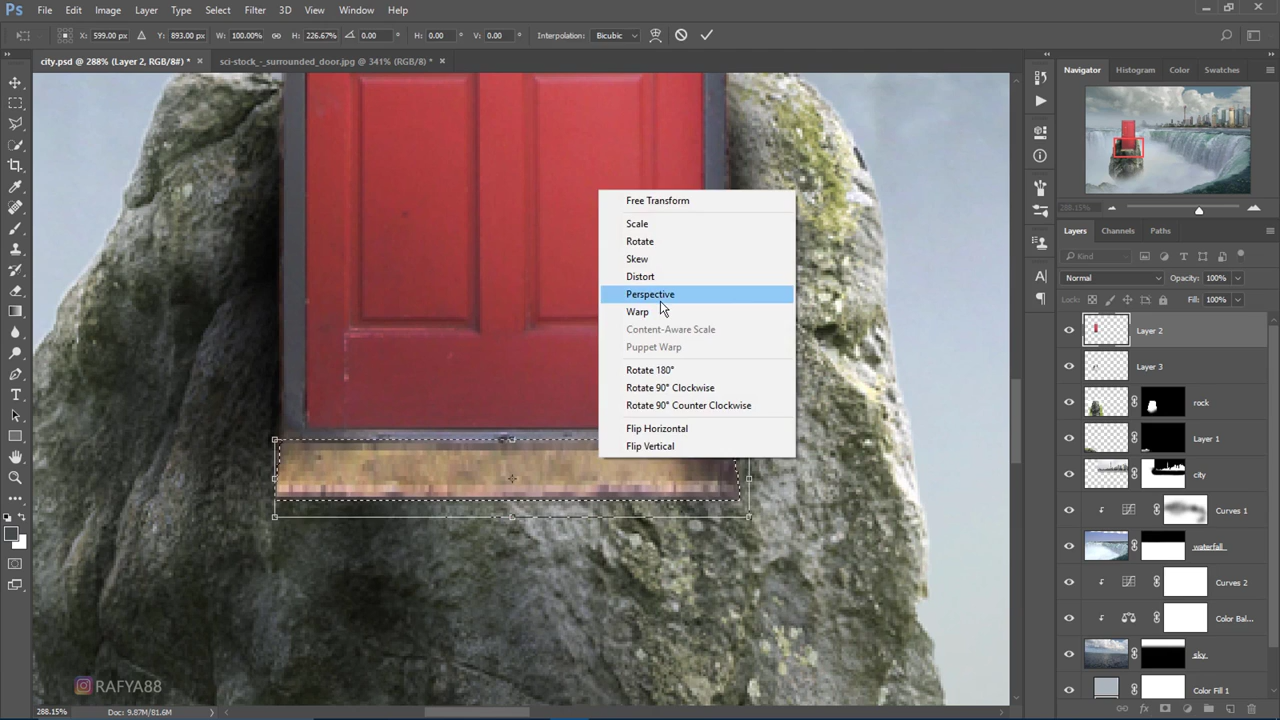 Ps File Edit Image Layer Type Select Filter 3D View Window Help
X: 599.00 px Y: 893.00 px W: 100.00% H: 226.67% 0.00 ° H: 0.00 ° V: 0.00 ° Interpolation: Bicubic
city.psd @ 288% (Layer 2, RGB/8#) * × sci-stock_-_surrounded_door.jpg @ 341% (RGB/8) * ×
Navigator Histogram Color Swatches
288.15%
Layers Channels Paths
Kind
Normal Opacity: 100%
Lock: Fill: 100%
Layer 2
Layer 3
rock
Layer 1
city
Curves 1
waterfall
Curves 2
Color Bal...
sky
Color Fill 1
Free Transform
Scale
Rotate
Skew
Distort
Perspective
Warp
Content-Aware Scale
Puppet Warp
Rotate 180°
Rotate 90° Clockwise
Rotate 90° Counter Clockwise
Flip Horizontal
Flip Vertical
RAFYA88
288.15% Doc: 9.87M/81.6M